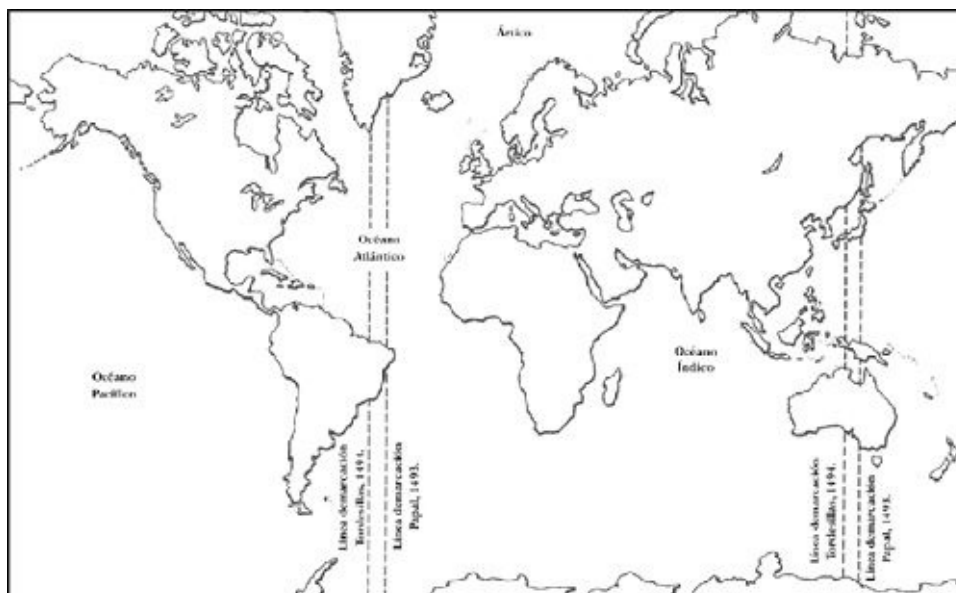 Ártico
Océano
Atlántico
Océano
Pacífico
Océano
Índico
Línea demarcación
Tordesillas, 1494.
Línea demarcación
Papal, 1493.
Línea demarcación
Tordesillas, 1494.
Línea demarcación
Papal, 1493.